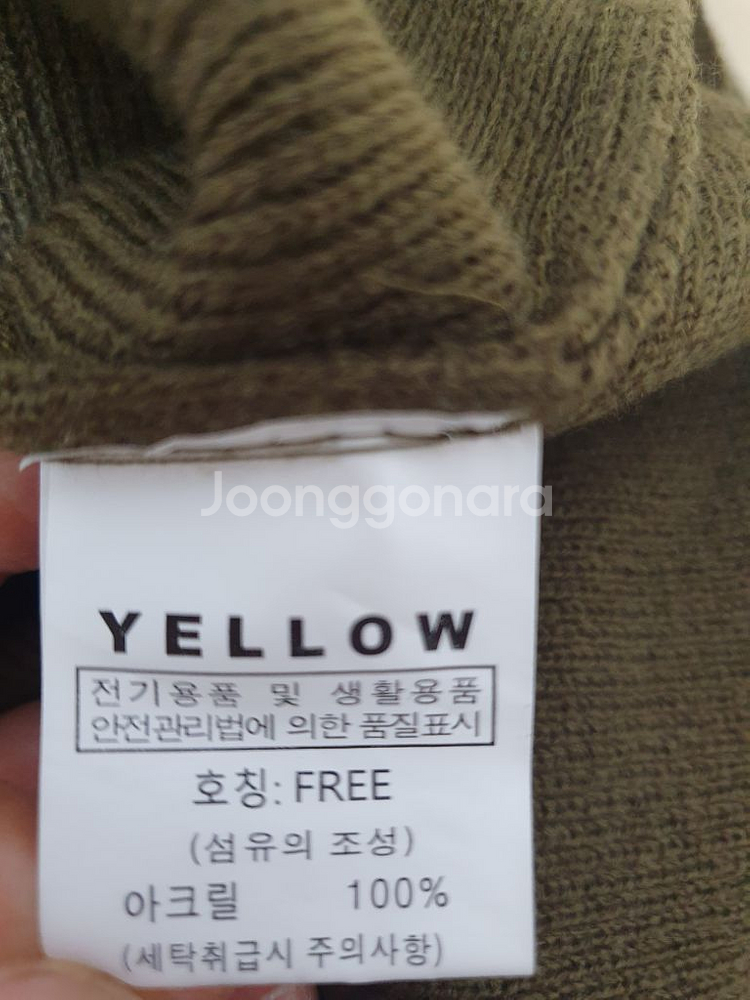 Joonggonara
YELLOW
전기용품 및 생활용품
안전관리법에 의한 품질표시
호칭: FREE
(섬유의 조성)
아크릴 100%
(세탁취급시 주의사항)